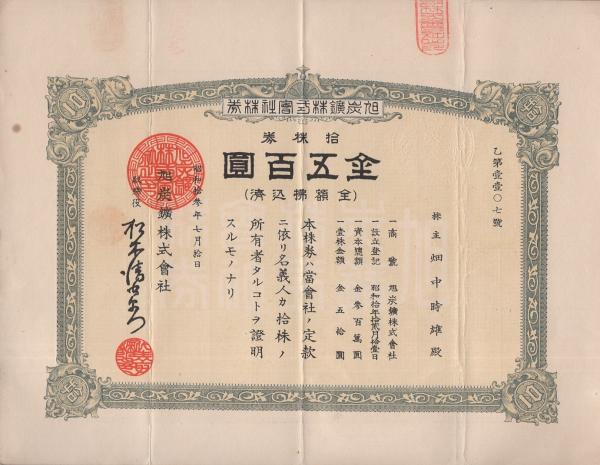 旭炭鑛株式會社株券
拾株券
金五百圓
(全額拂込濟)
乙第壹壹〇七號
株主 畑中時雄殿
一商號 旭炭鑛株式會社
一設立登記 昭和拾年拾貳月拾壹日
一資本總額 金參百萬圓
一壹株金額 金五拾圓
本株券ハ當會社ノ定款
ニ依リ名義人カ拾株ノ
所有者タルコトヲ證明
スルモノナリ
昭和拾參年七月拾日
旭炭鑛株式會社
取締役
拾
拾